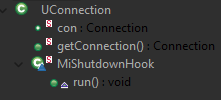 UConnection
con : Connection
getConnection() : Connection
MiShutdownHook
run() : void